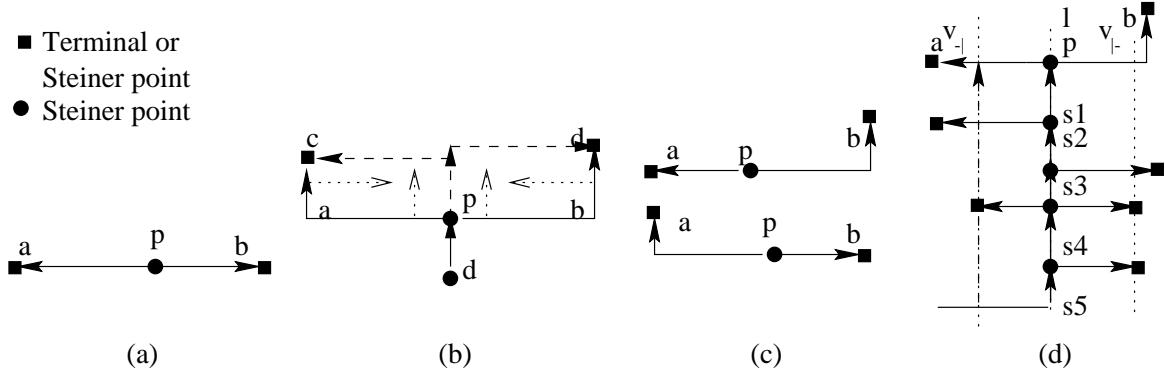 Terminal or
Steiner point
Steiner point
a p b
(a)
c d
p
a b
d
(b)
a p b
a p b
(c)
l
a v-| v|- b
p
s1
s2
s3
s4
s5
(d)